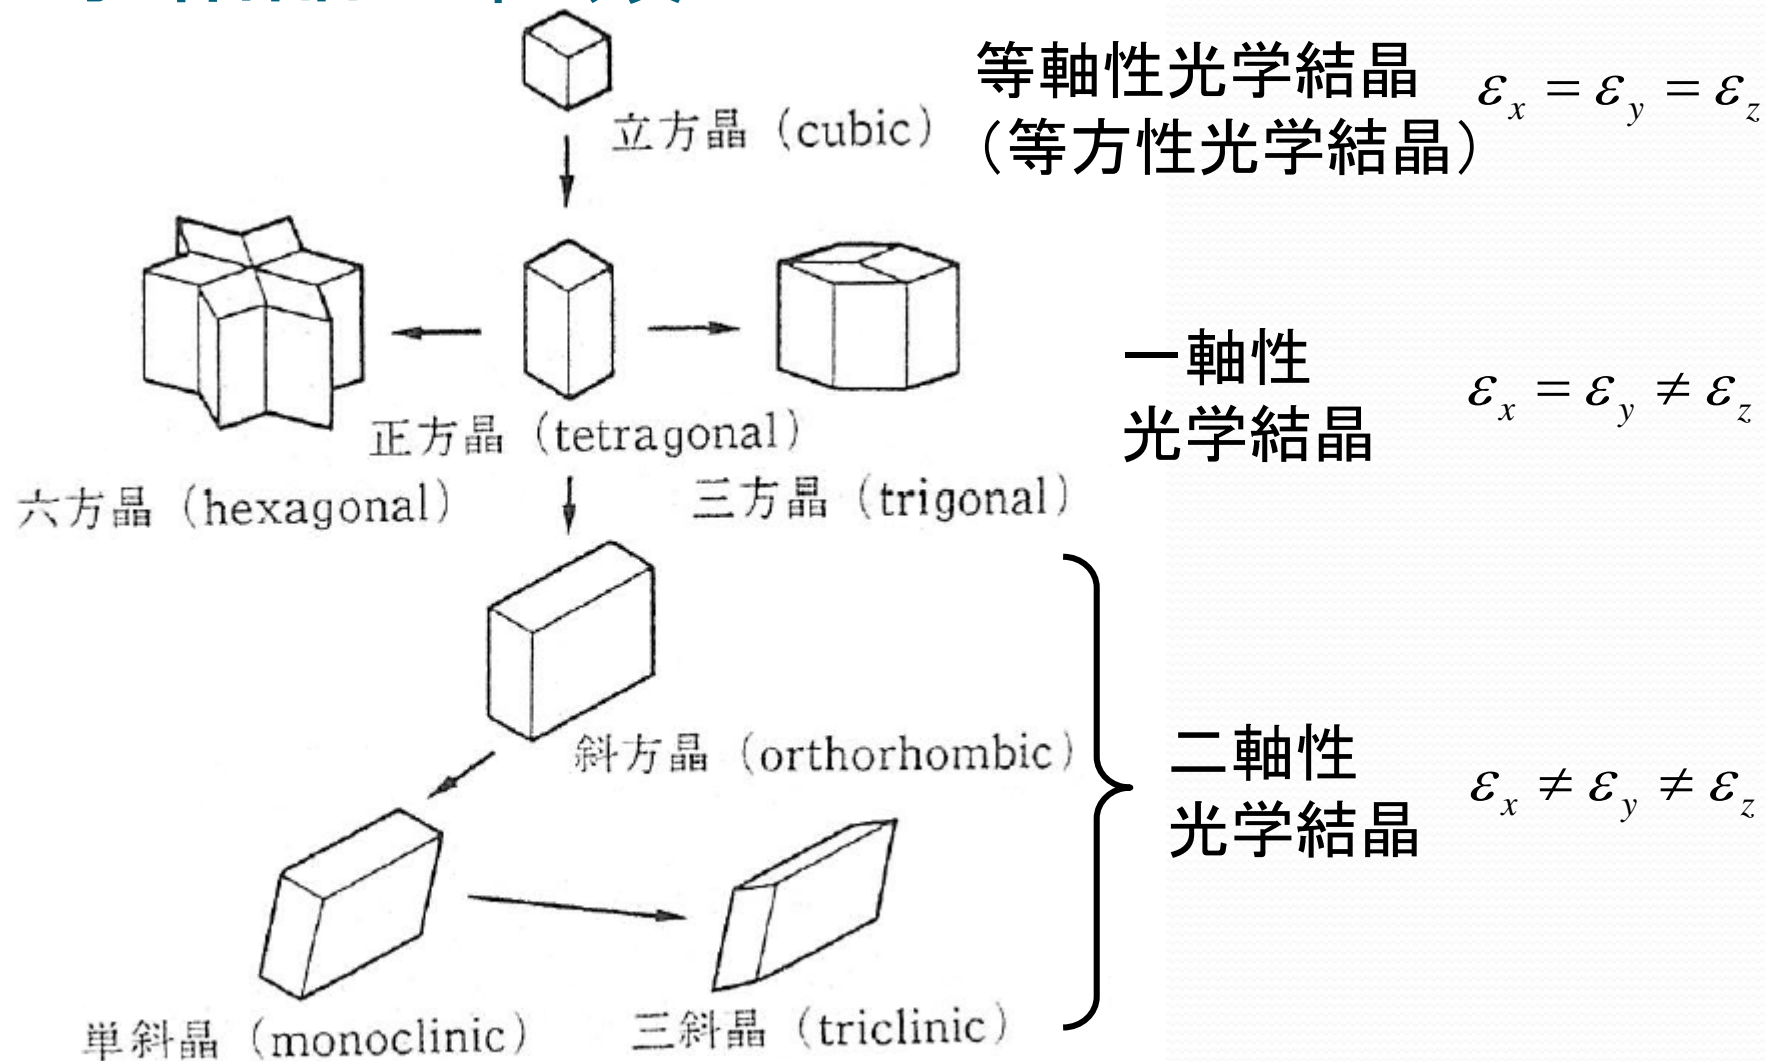 立方晶（cubic）
等軸性光学結晶
（等方性光学結晶）
εx = εy = εz
正方晶（tetragonal）
六方晶（hexagonal）
三方晶（trigonal）
一軸性
光学結晶
εx = εy ≠ εz
斜方晶（orthorhombic）
二軸性
光学結晶
εx ≠ εy ≠ εz
単斜晶（monoclinic）
三斜晶（triclinic）